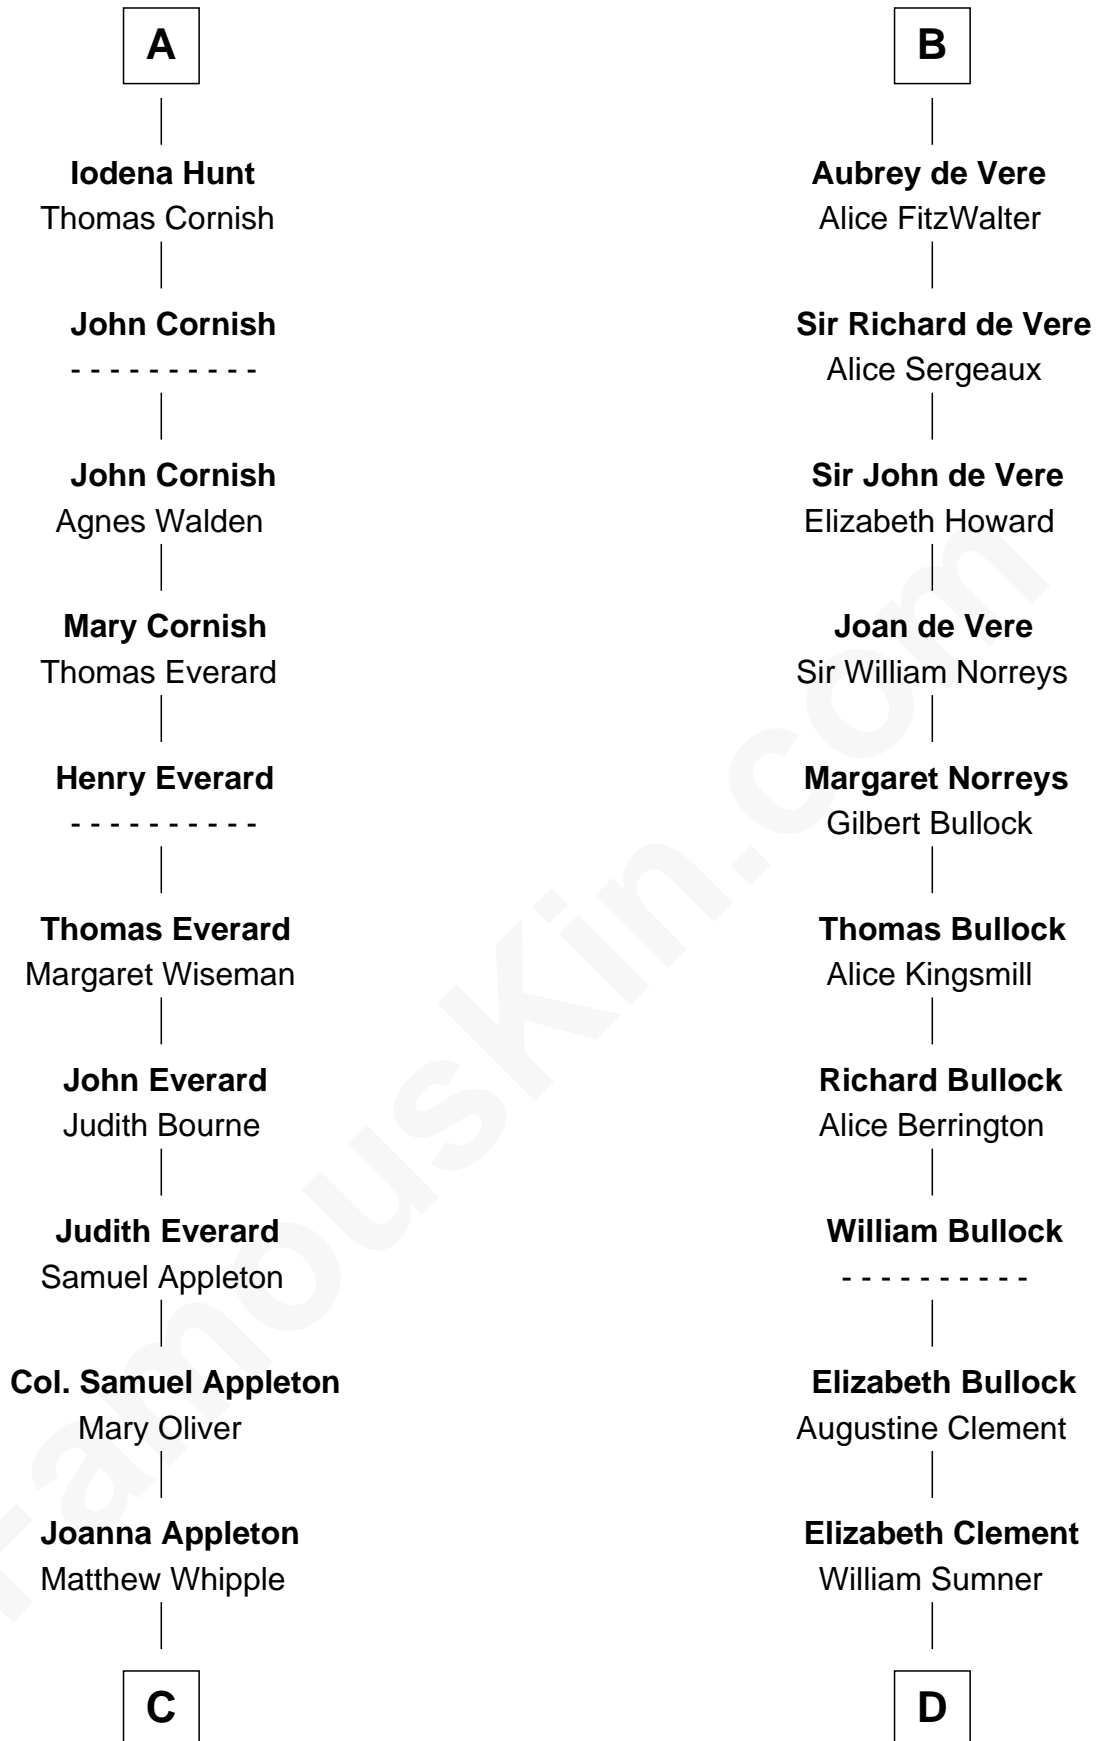 A
Iodena Hunt
Thomas Cornish
John Cornish
- - - - - - - - - -
John Cornish
Agnes Walden
Mary Cornish
Thomas Everard
Henry Everard
- - - - - - - - - -
Thomas Everard
Margaret Wiseman
John Everard
Judith Bourne
Judith Everard
Samuel Appleton
Col. Samuel Appleton
Mary Oliver
Joanna Appleton
Matthew Whipple
C
B
Aubrey de Vere
Alice FitzWalter
Sir Richard de Vere
Alice Sergeaux
Sir John de Vere
Elizabeth Howard
Joan de Vere
Sir William Norreys
Margaret Norreys
Gilbert Bullock
Thomas Bullock
Alice Kingsmill
Richard Bullock
Alice Berrington
William Bullock
- - - - - - - - - -
Elizabeth Bullock
Augustine Clement
Elizabeth Clement
William Sumner
D
FamousKin.com